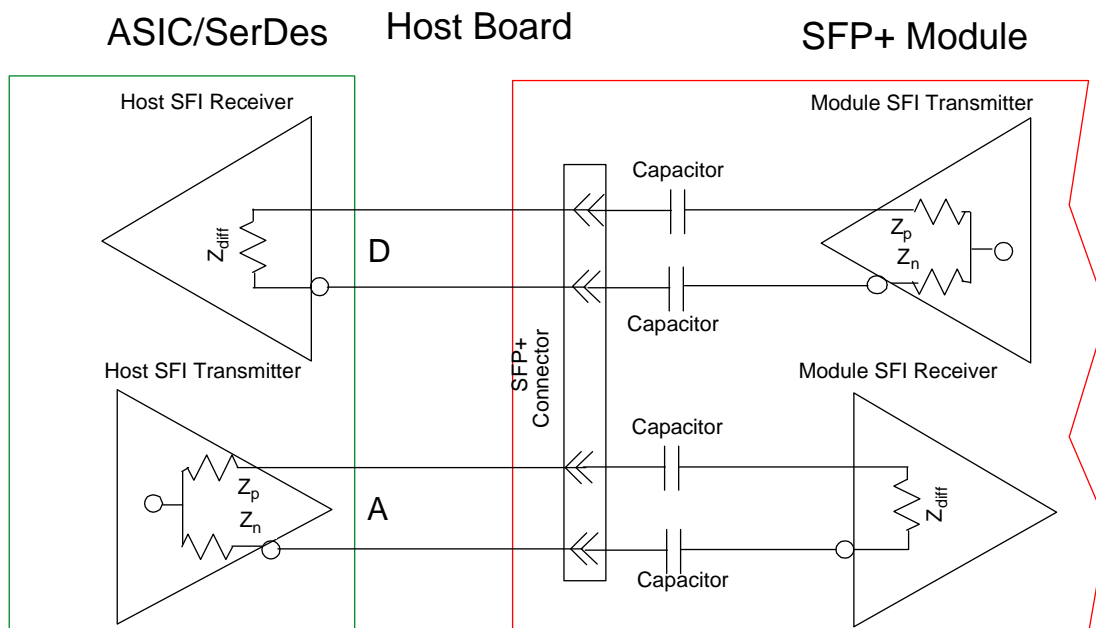 ASIC/SerDes
Host Board
SFP+ Module
Host SFI Receiver
Module SFI Transmitter
Capacitor
Zdiff
D
Zp
Zn
Capacitor
SFP+
Connector
Host SFI Transmitter
Module SFI Receiver
Capacitor
Zp
Zn
A
Zdiff
Capacitor